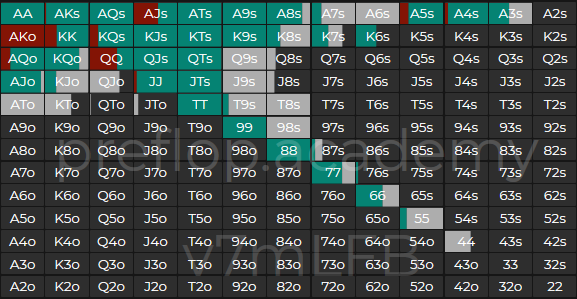 AA AKs AQs AJs ATs A9s A8s A7s A6s A5s A4s A3s A2s
AKo KK KQs KJs KTs K9s K8s K7s K6s K5s K4s K3s K2s
AQo KQo QQ QJs QTs Q9s Q8s Q7s Q6s Q5s Q4s Q3s Q2s
AJo KJo QJo JJ JTs J9s J8s J7s J6s J5s J4s J3s J2s
ATo KTo QTo JTo TT T9s T8s T7s T6s T5s T4s T3s T2s
A9o K9o Q9o J9o T9o 99 98s 97s 96s 95s 94s 93s 92s
A8o K8o Q8o J8o T8o 98o 88 87s 86s 85s 84s 83s 82s
preflop.academy
A7o K7o Q7o J7o T7o 97o 87o 77 76s 75s 74s 73s 72s
A6o K6o Q6o J6o T6o 96o 86o 76o 66 65s 64s 63s 62s
A5o K5o Q5o J5o T5o 95o 85o 75o 65o 55 54s 53s 52s
A4o K4o Q4o J4o T4o 94o 84o 74o 64o 54o 44 43s 42s
v7mLFB
A3o K3o Q3o J3o T3o 93o 83o 73o 63o 53o 43o 33 32s
A2o K2o Q2o J2o T2o 92o 82o 72o 62o 52o 42o 32o 22